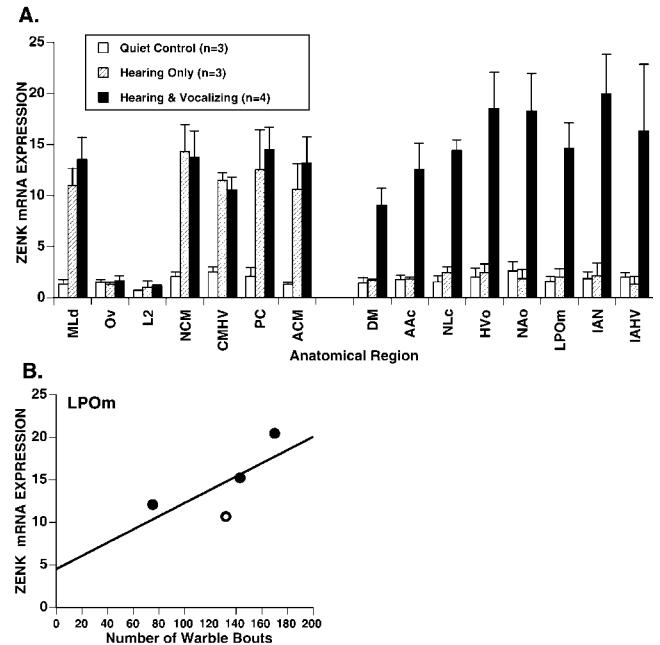 A.
25
20
15
10
5
0
ZENK mRNA EXPRESSION
Quiet Control (n=3)
Hearing Only (n=3)
Hearing & Vocalizing (n=4)
MLd
Ov
L2
NCM
CMHV
PC
ACM
DM
AAc
NLc
HVo
NAo
LPOm
IAN
IAHV
Anatomical Region
B.
LPOm
25
20
15
10
5
0
ZENK mRNA EXPRESSION
0 20 40 60 80 100 120 140 160 180 200
Number of Warble Bouts